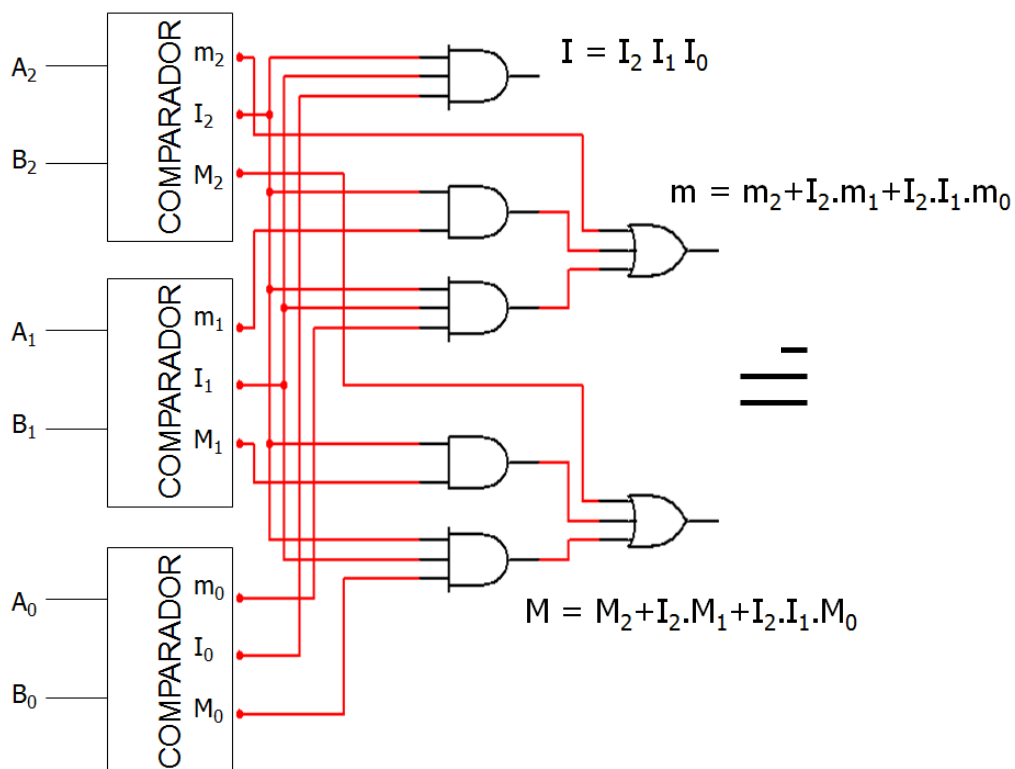 A₂
B₂
COMPARADOR
m₂
I₂
M₂
I = I₂ I₁ I₀
m = m₂+I₂.m₁+I₂.I₁.m₀
A₁
B₁
COMPARADOR
m₁
I₁
M₁
A₀
B₀
COMPARADOR
m₀
I₀
M₀
M = M₂+I₂.M₁+I₂.I₁.M₀